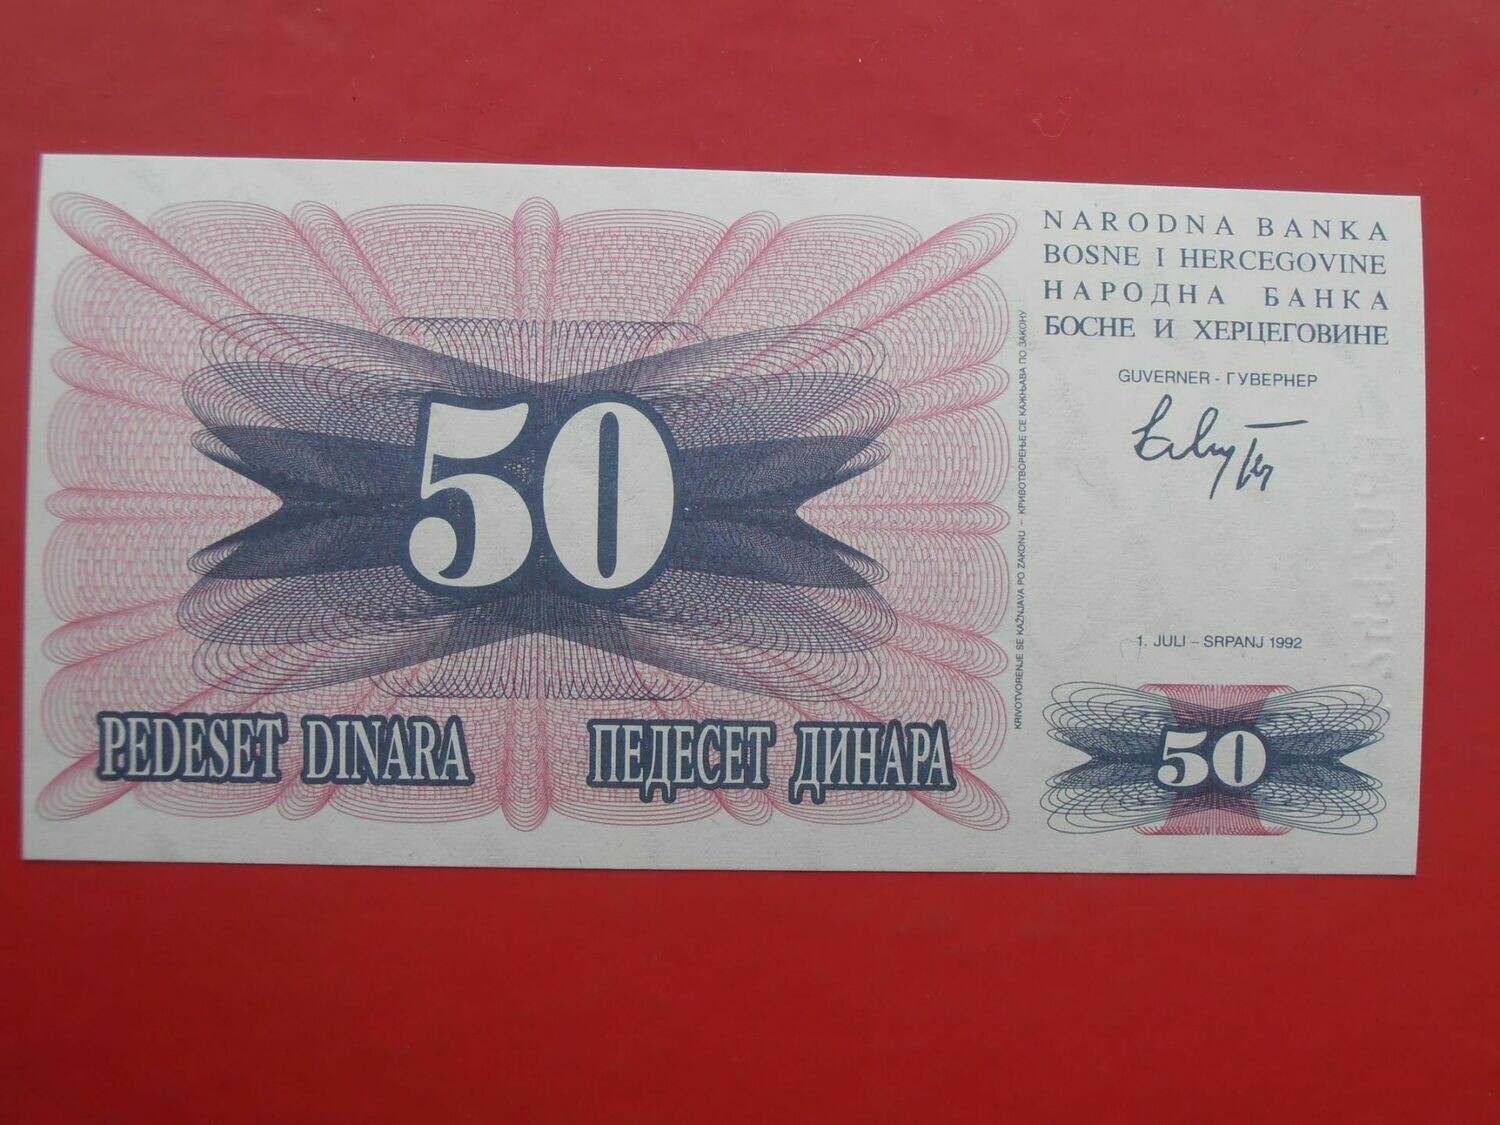 NARODNA BANKA
BOSNE I HERCEGOVINE
НАРОДНА БАНКА
БОСНЕ И ХЕРЦЕГОВИНЕ
GUVERNER - ГУВЕРНЕР
KRIVOTVORENJE SE KAŽNJAVA PO ZAKONU – КРИВОТВОРЕЊЕ СЕ КАЖЊАВА ПО ЗАКОНУ
50
1. JULI – SRPANJ 1992
PEDESET DINARA ПЕДЕСЕТ ДИНАРА
50